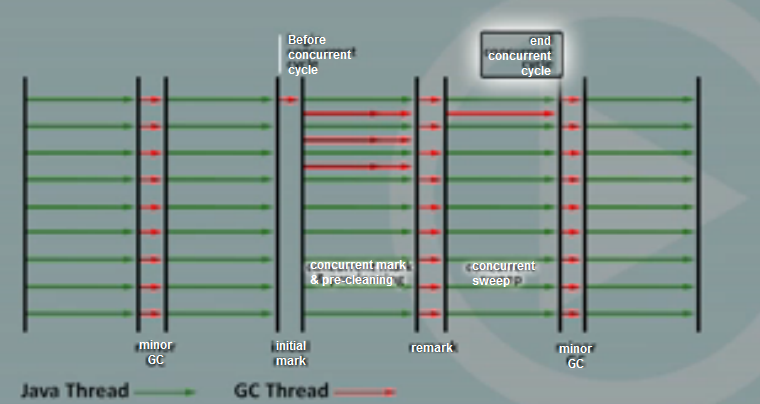 Before
concurrent
cycle
end
concurrent
cycle
concurrent mark
& pre-cleaning
concurrent
sweep
minor
GC
initial
mark
remark
minor
GC
Java Thread
GC Thread